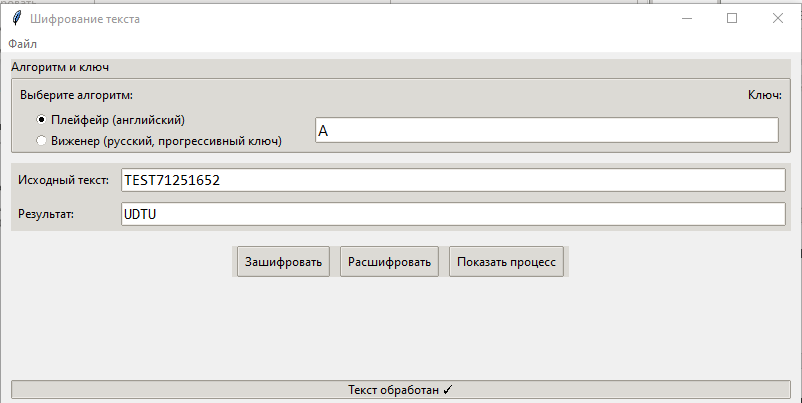 Шифрование текста
Файл
Алгоритм и ключ
Выберите алгоритм: Ключ:
Плейфейр (английский)
A
Виженер (русский, прогрессивный ключ)
Исходный текст: TEST71251652
Результат: UDTU
Зашифровать Расшифровать Показать процесс
Текст обработан ✓